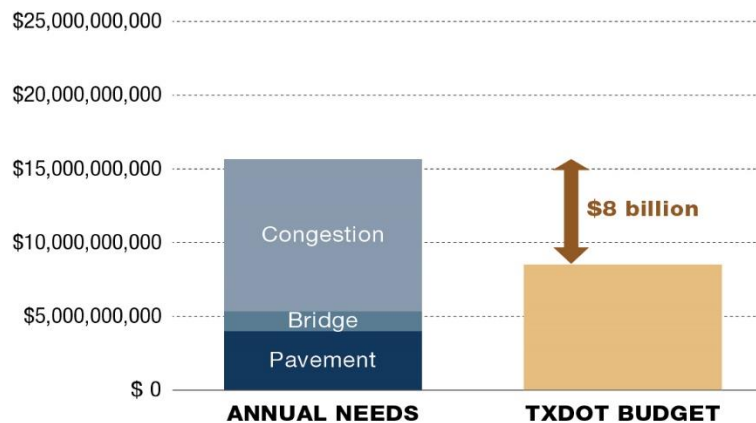 $25,000,000,000
$20,000,000,000
$15,000,000,000
$10,000,000,000
$5,000,000,000
$ 0
Congestion
Bridge
Pavement
$8 billion
ANNUAL NEEDS
TXDOT BUDGET